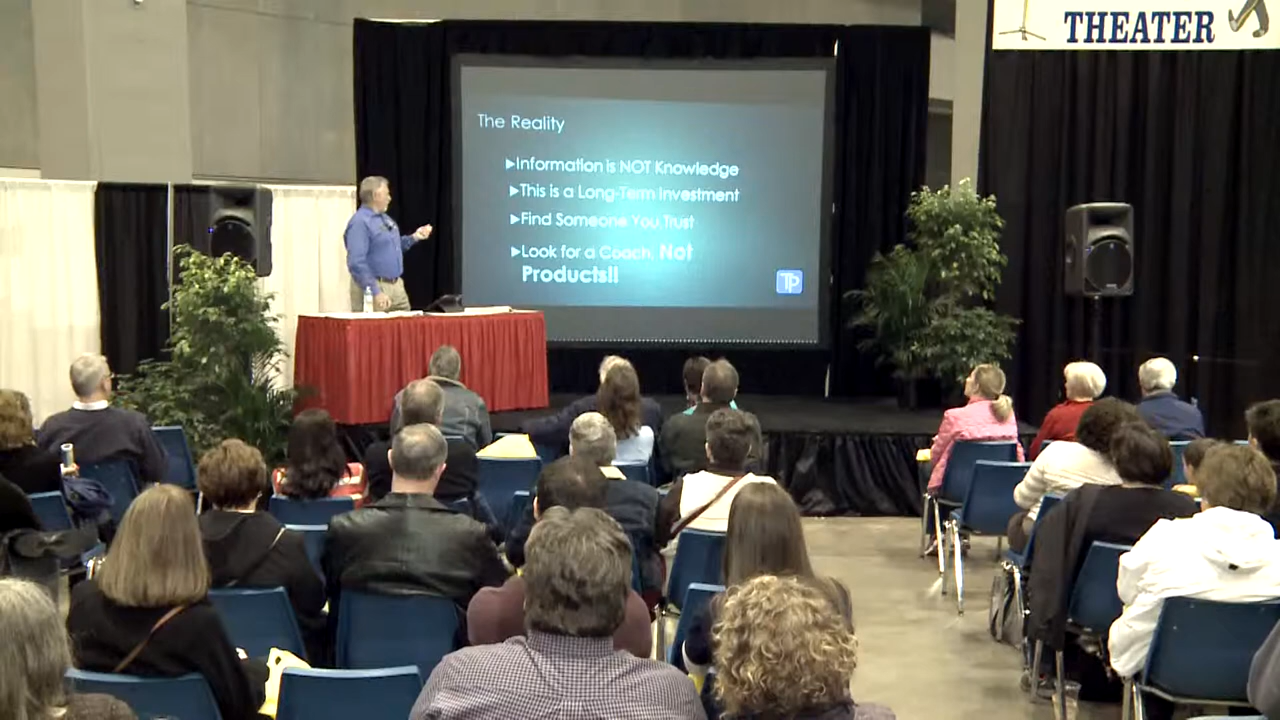 THEATER
The Reality
▶Information is NOT Knowledge
▶This is a Long-Term Investment
▶Find Someone You Trust
▶Look for a Coach, Not
Products!!
TP